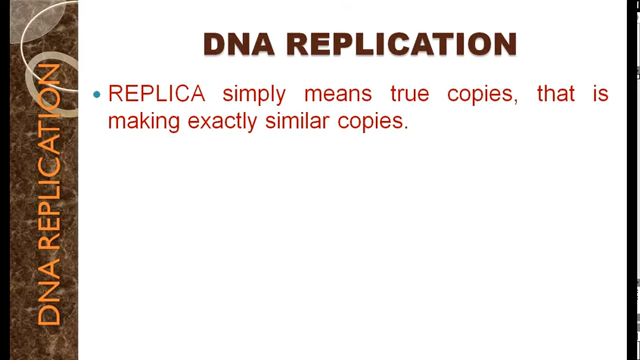 DNA REPLICATION
REPLICA simply means true copies, that is
making exactly similar copies.
DNA REPLICATION